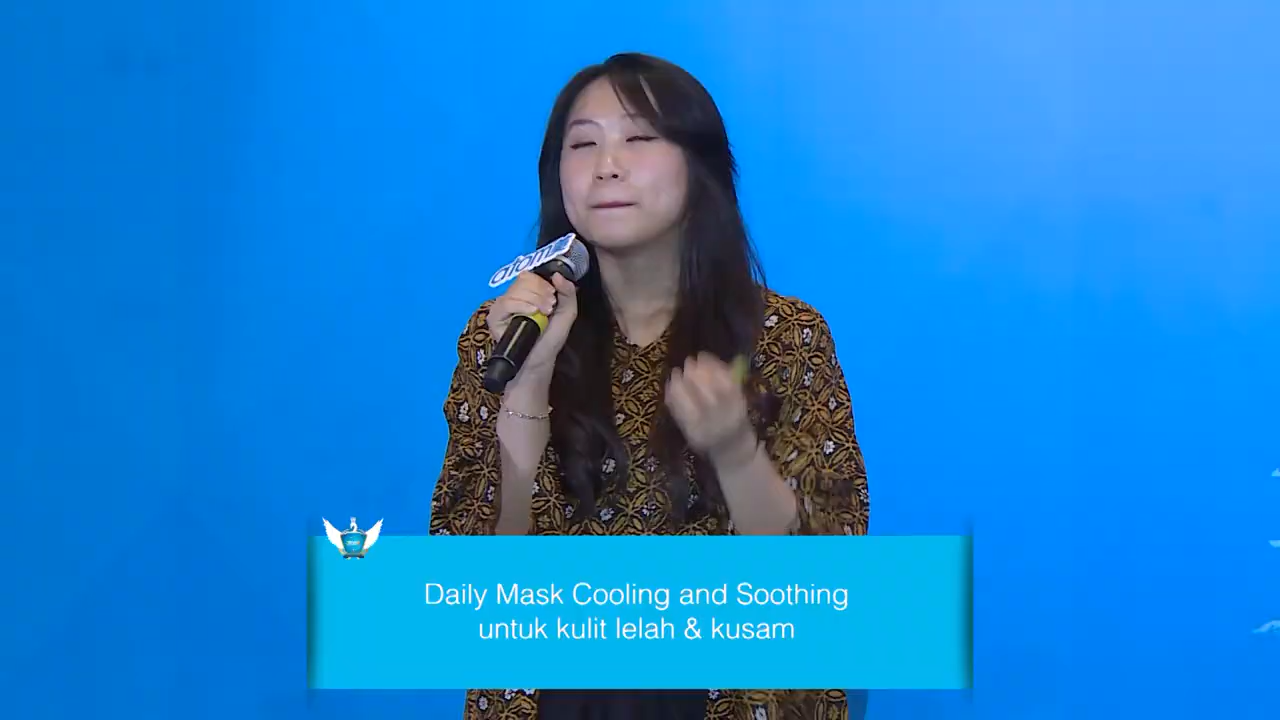 atomy
Daily Mask Cooling and Soothing
untuk kulit lelah & kusam